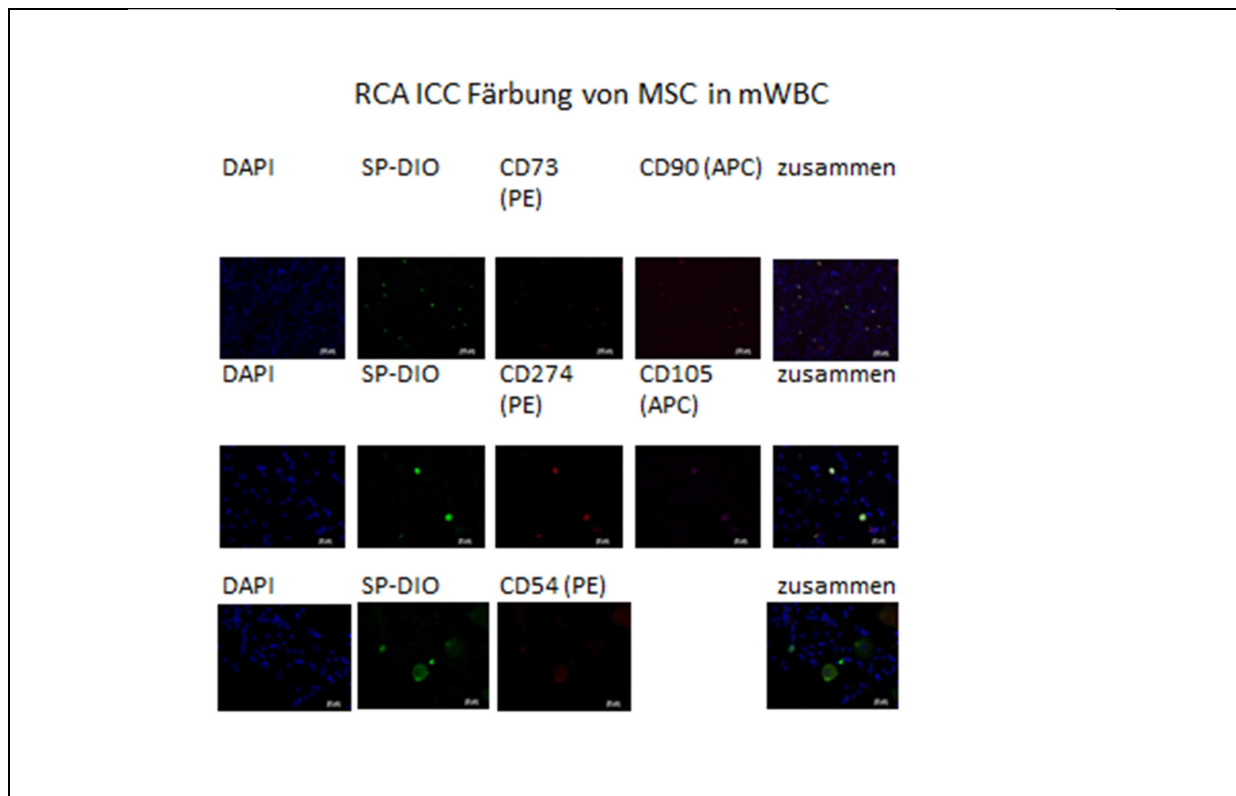 RCA ICC Färbung von MSC in mWBC
DAPI SP-DIO CD73 (PE) CD90 (APC) zusammen
DAPI SP-DIO CD274 (PE) CD105 (APC) zusammen
DAPI SP-DIO CD54 (PE) zusammen